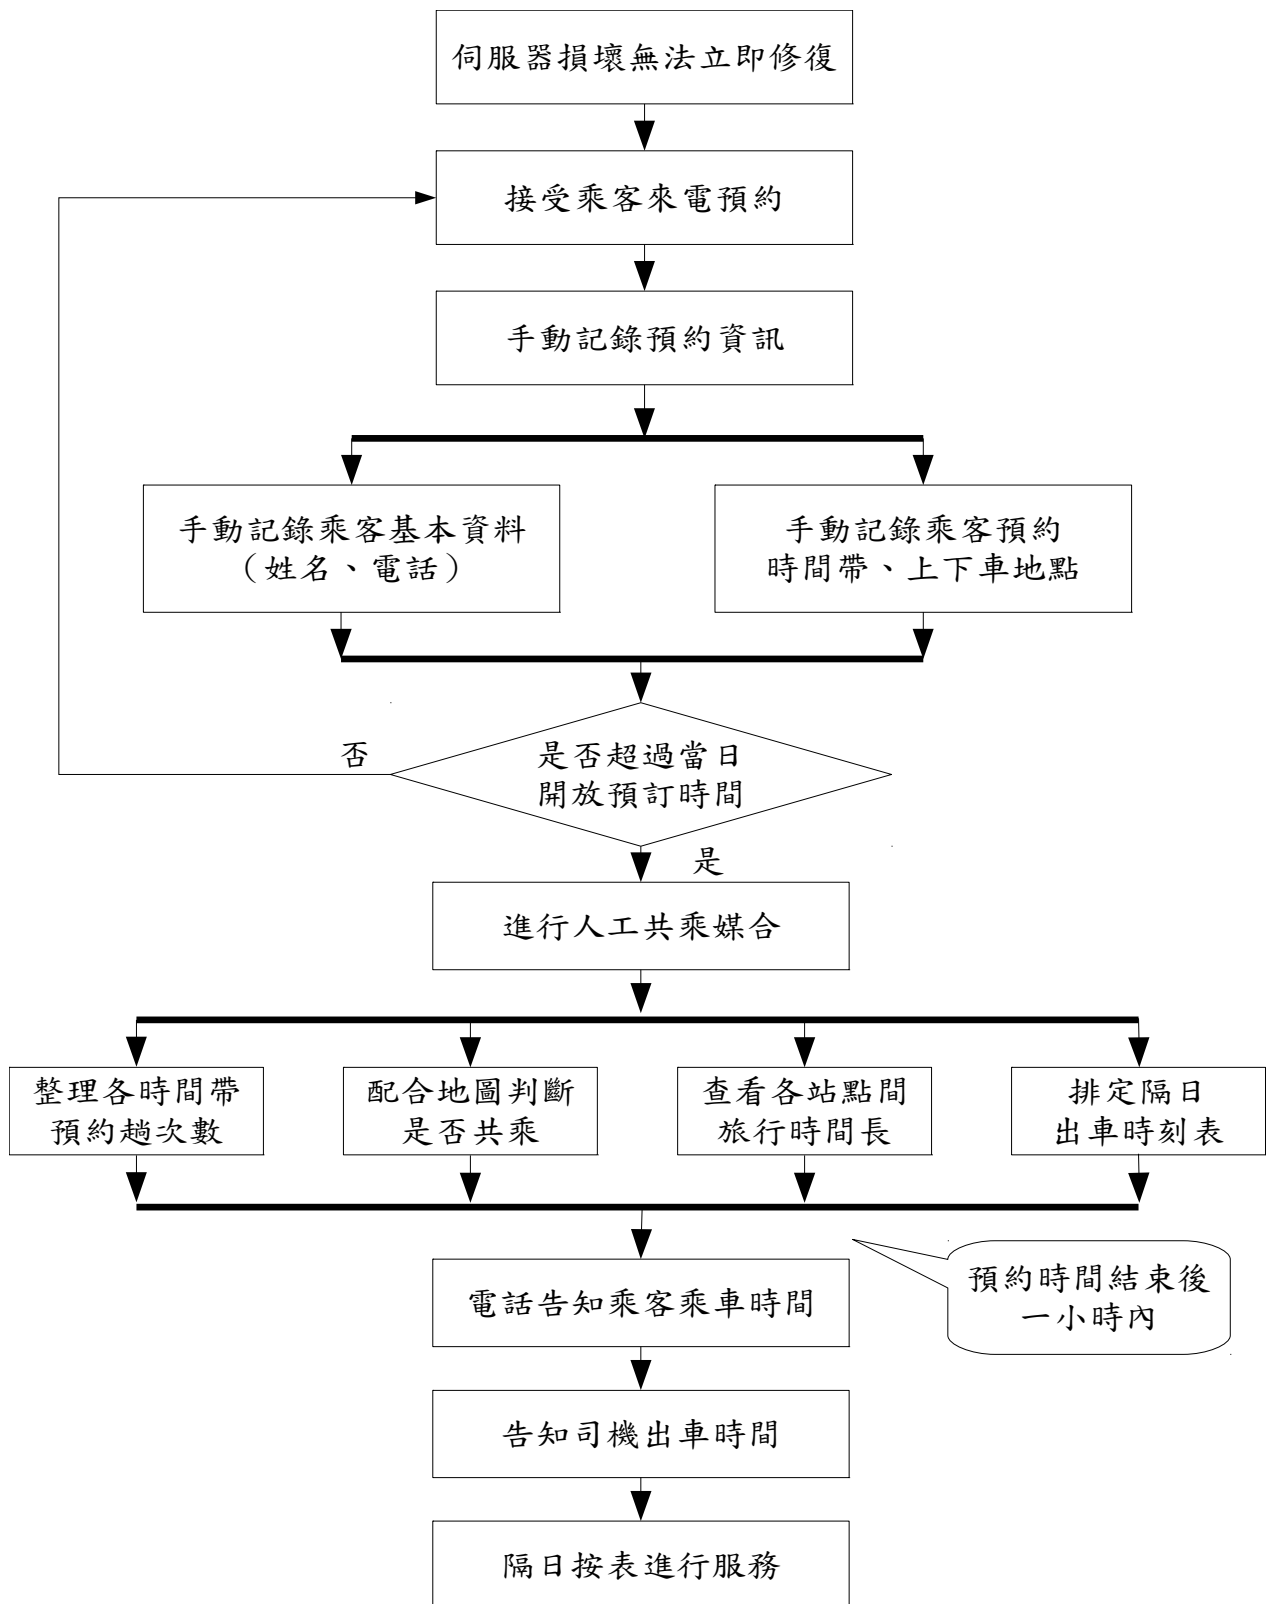 伺服器損壞無法立即修復
接受乘客來電預約
手動記錄預約資訊
手動記錄乘客基本資料
（姓名、電話）
手動記錄乘客預約
時間帶、上下車地點
否
是否超過當日
開放預訂時間
是
進行人工共乘媒合
整理各時間帶
預約趟次數
配合地圖判斷
是否共乘
查看各站點間
旅行時間長
排定隔日
出車時刻表
預約時間結束後
一小時內
電話告知乘客乘車時間
告知司機出車時間
隔日按表進行服務